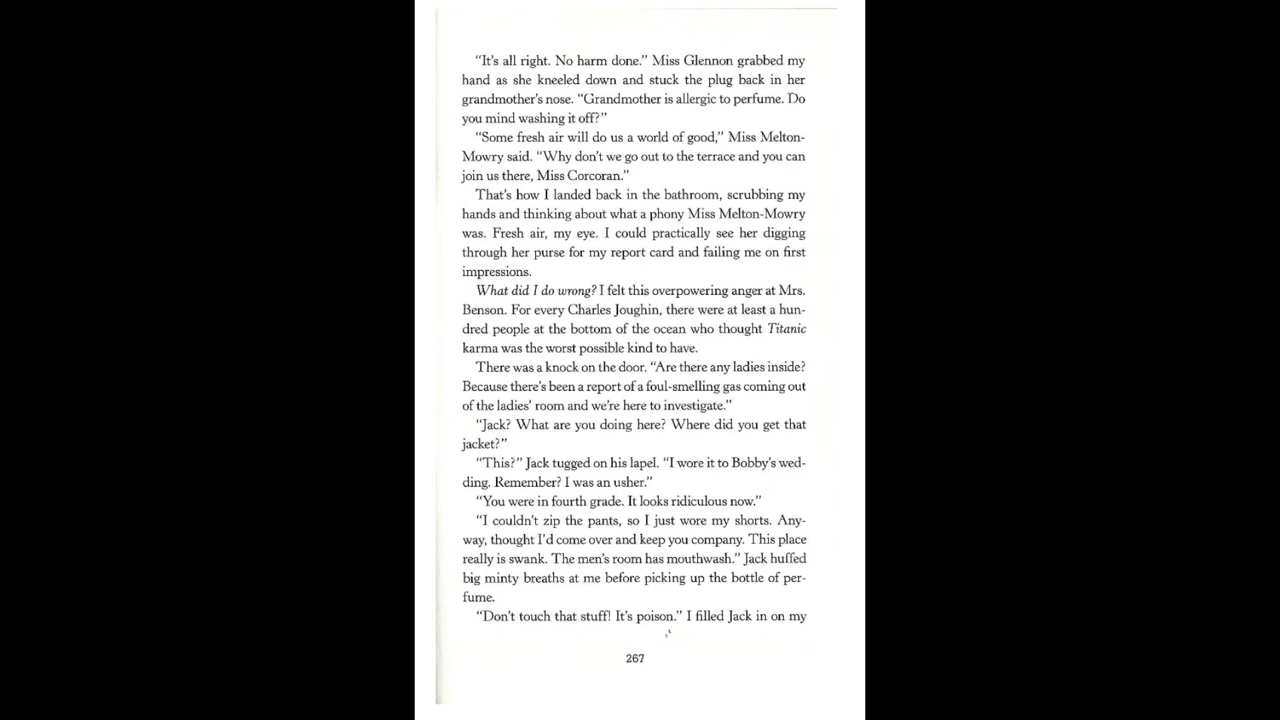 “It’s all right. No harm done.” Miss Glennon grabbed my
hand as she kneeled down and stuck the plug back in her
grandmother’s nose. “Grandmother is allergic to perfume. Do
you mind washing it off?”
“Some fresh air will do us a world of good,” Miss Melton-
Mowry said. “Why don’t we go out to the terrace and you can
join us there, Miss Corcoran.”
That’s how I landed back in the bathroom, scrubbing my
hands and thinking about what a phony Miss Melton-Mowry
was. Fresh air, my eye. I could practically see her digging
through her purse for my report card and failing me on first
impressions.
What did I do wrong? I felt this overpowering anger at Mrs.
Benson. For every Charles Joughin, there were at least a hun-
dred people at the bottom of the ocean who thought Titanic
karma was the worst possible kind to have.
There was a knock on the door. “Are there any ladies inside?
Because there’s been a report of a foul-smelling gas coming out
of the ladies’ room and we’re here to investigate.”
“Jack? What are you doing here? Where did you get that
jacket?”
“This?” Jack tugged on his lapel. “I wore it to Bobby’s wed-
ding. Remember? I was an usher.”
“You were in fourth grade. It looks ridiculous now.”
“I couldn’t zip the pants, so I just wore my shorts. Any-
way, thought I’d come over and keep you company. This place
really is swank. The men’s room has mouthwash.” Jack huffed
big minty breaths at me before picking up the bottle of per-
fume.
“Don’t touch that stuff! It’s poison.” I filled Jack in on my
267